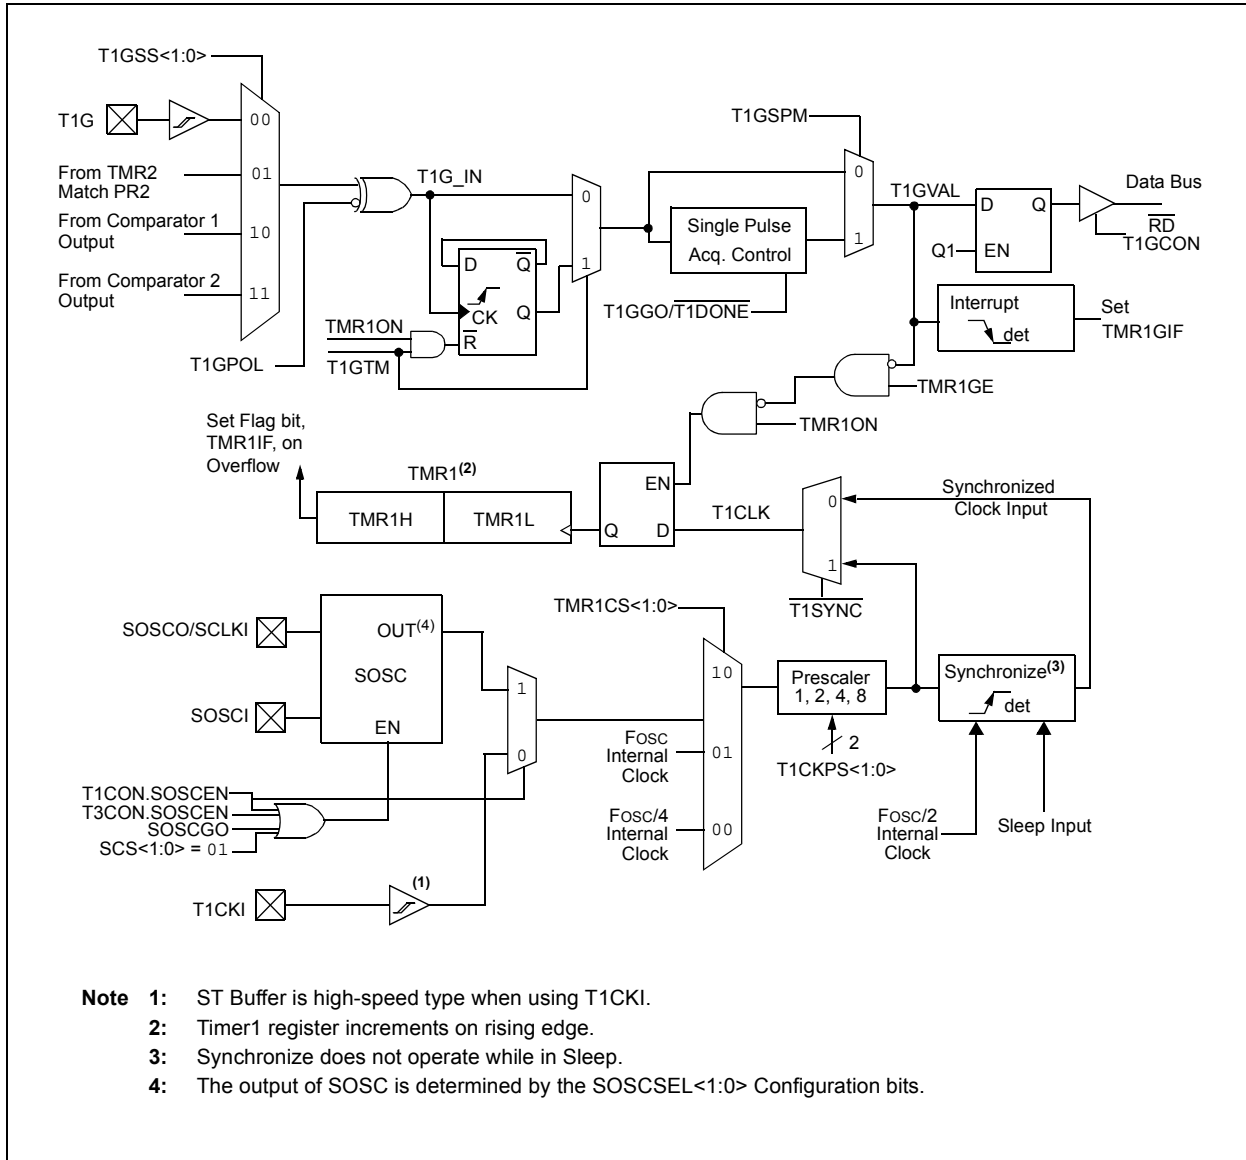 T1GSS<1:0>
T1G
00
From TMR2
Match PR2
01
From Comparator 1
Output
10
From Comparator 2
Output
11
T1GPOL
T1G_IN
0
1
D
Q
CK
Q
R
TMR1ON
T1GTM
T1GSPM
0
1
Single Pulse
Acq. Control
T1GGO/T1DONE
T1GVAL
D
Q
Q1
EN
Data Bus
RD
T1GCON
Interrupt
det
Set
TMR1GIF
TMR1GE
TMR1ON
Set Flag bit,
TMR1IF, on
Overflow
TMR1(2)
TMR1H
TMR1L
EN
Q
D
T1CLK
0
1
T1SYNC
Synchronized
Clock Input
SOSCO/SCLKI
OUT(4)
SOSC
SOSCI
EN
1
0
T1CON.SOSCEN
T3CON.SOSCEN
SOSCGO
SCS<1:0> = 01
T1CKI
(1)
TMR1CS<1:0>
10
FOSC
Internal
Clock
01
FOSC/4
Internal
Clock
00
Prescaler
1, 2, 4, 8
2
T1CKPS<1:0>
Synchronize(3)
det
FOSC/2
Internal
Clock
Sleep Input
Note 1: ST Buffer is high-speed type when using T1CKI.
2: Timer1 register increments on rising edge.
3: Synchronize does not operate while in Sleep.
4: The output of SOSC is determined by the SOSCSEL<1:0> Configuration bits.